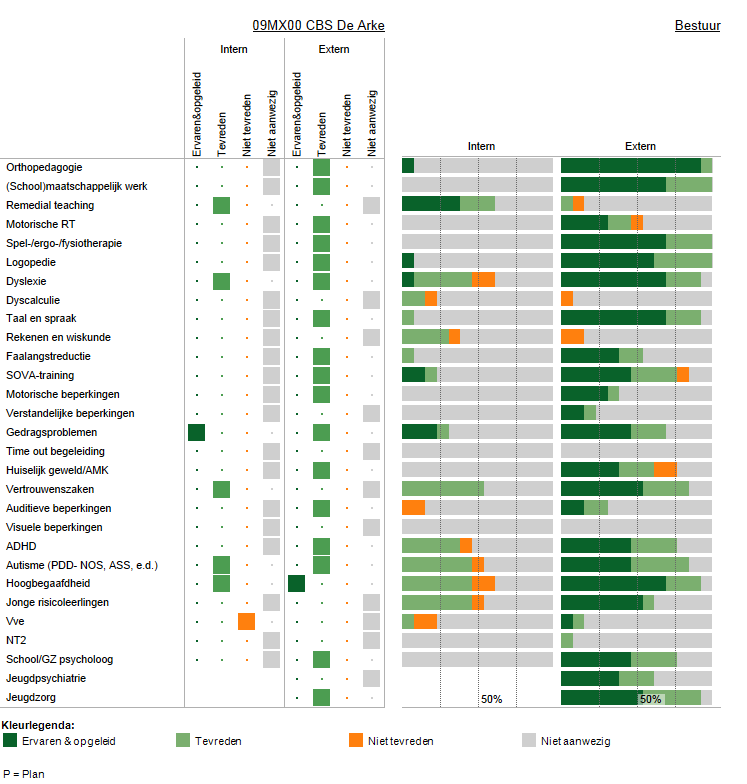 09MX00 CBS De Arke
Bestuur
Intern
Extern
Ervaren&opgeleid
Tevreden
Niet tevreden
Niet aanwezig
Ervaren&opgeleid
Tevreden
Niet tevreden
Niet aanwezig
Intern
Extern
Orthopedagogie
(School)maatschappelijk werk
Remedial teaching
Motorische RT
Spel-/ergo-/fysiotherapie
Logopedie
Dyslexie
Dyscalculie
Taal en spraak
Rekenen en wiskunde
Faalangstreductie
SOVA-training
Motorische beperkingen
Verstandelijke beperkingen
Gedragsproblemen
Time out begeleiding
Huiselijk geweld/AMK
Vertrouwenszaken
Auditieve beperkingen
Visuele beperkingen
ADHD
Autisme (PDD- NOS, ASS, e.d.)
Hoogbegaafdheid
Jonge risicoleerlingen
Vve
NT2
School/GZ psycholoog
Jeugdpsychiatrie
Jeugdzorg
50%
50%
Kleurlegenda:
Ervaren & opgeleid
Tevreden
Niet tevreden
Niet aanwezig
P = Plan